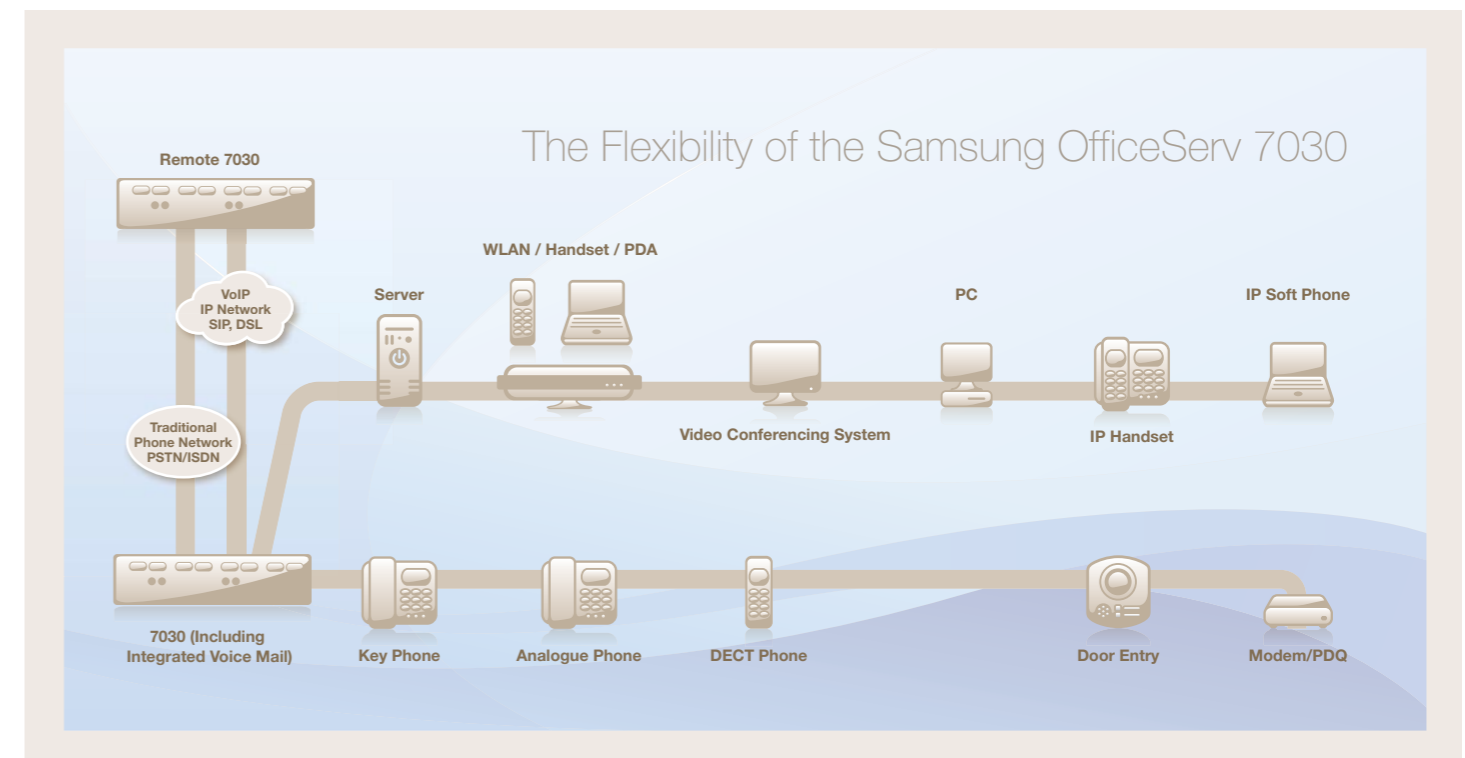 The Flexibility of the Samsung OfficeServ 7030
Remote 7030
WLAN / Handset / PDA
VoIP
IP Network
SIP, DSL
Server
PC
IP Soft Phone
Traditional
Phone Network
PSTN/ISDN
Video Conferencing System
IP Handset
7030 (Including
Integrated Voice Mail)
Key Phone
Analogue Phone
DECT Phone
Door Entry
Modem/PDQ